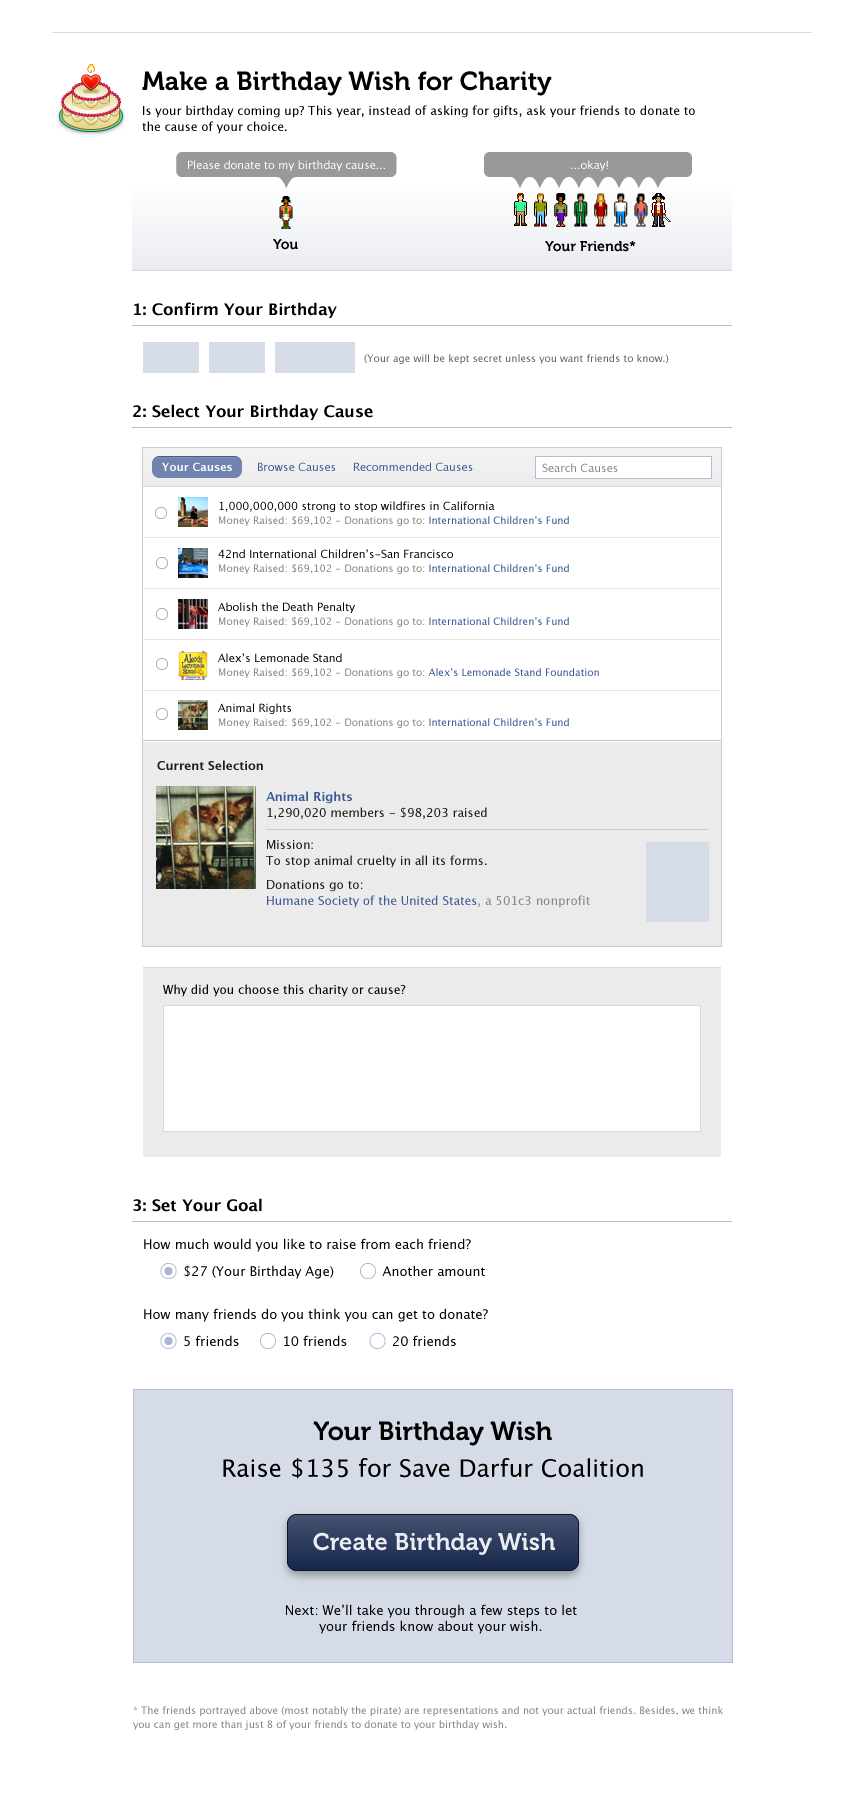 Make a Birthday Wish for Charity
Is your birthday coming up? This year, instead of asking for gifts, ask your friends to donate to
the cause of your choice.
Please donate to my birthday cause...
...okay!
You
Your Friends*
1: Confirm Your Birthday
(Your age will be kept secret unless you want friends to know.)
2: Select Your Birthday Cause
Your Causes
Browse Causes
Recommended Causes
Search Causes
1,000,000,000 strong to stop wildfires in California
Money Raised: $69,102 – Donations go to: International Children's Fund
42nd International Children's–San Francisco
Money Raised: $69,102 – Donations go to: International Children's Fund
Abolish the Death Penalty
Money Raised: $69,102 – Donations go to: International Children's Fund
Alex's Lemonade Stand
Alex's
Lemonade
Stand
Money Raised: $69,102 – Donations go to: Alex's Lemonade Stand Foundation
Animal Rights
Money Raised: $69,102 – Donations go to: International Children's Fund
Current Selection
Animal Rights
1,290,020 members – $98,203 raised
Mission:
To stop animal cruelty in all its forms.
Donations go to:
Humane Society of the United States, a 501c3 nonprofit
Why did you choose this charity or cause?
3: Set Your Goal
How much would you like to raise from each friend?
$27 (Your Birthday Age)
Another amount
How many friends do you think you can get to donate?
5 friends
10 friends
20 friends
Your Birthday Wish
Raise $135 for Save Darfur Coalition
Create Birthday Wish
Next: We'll take you through a few steps to let
your friends know about your wish.
* The friends portrayed above (most notably the pirate) are representations and not your actual friends. Besides, we think
you can get more than just 8 of your friends to donate to your birthday wish.